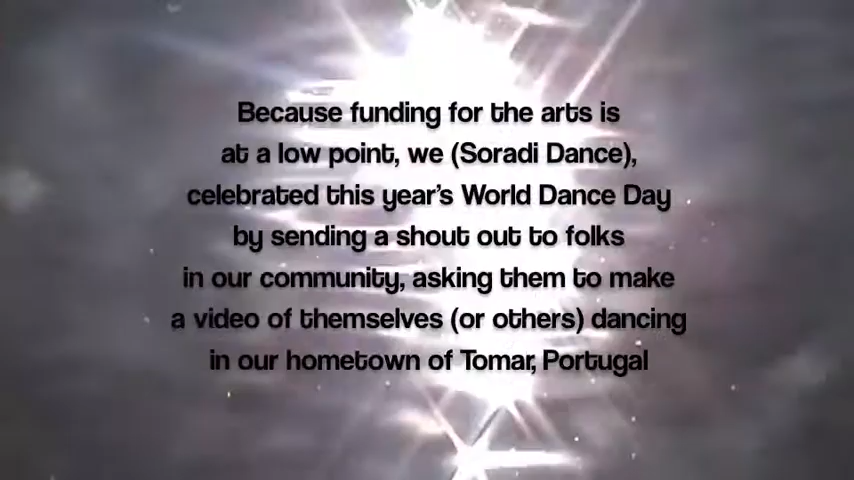 Because funding for the arts is
at a low point, we (Soradi Dance),
celebrated this year's World Dance Day
by sending a shout out to folks
in our community, asking them to make
a video of themselves (or others) dancing
in our hometown of Tomar, Portugal